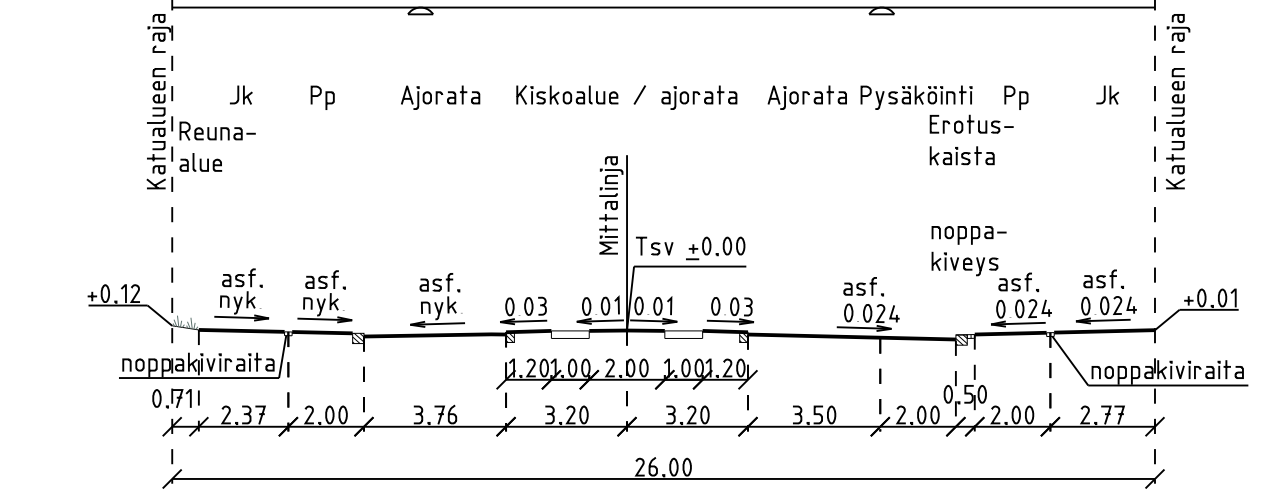 Katualueen raja
Jk
Pp
Ajorata
Kiskoalue / ajorata
Ajorata
Pysäköinti
Pp
Jk
Katualueen raja
Reuna-
alue
Erotus-
kaista
Mittalinja
noppa-
kiveys
Tsv ±0.00
+0.12
asf.
nyk.
asf.
nyk.
asf.
nyk.
0.03
0.01
0.01
0.03
asf.
0.024
asf.
0.024
asf.
0.024
+0.01
noppakiviraita
noppakiviraita
1.20
1.00
2.00
1.00
1.20
0.71
0.50
2.37
2.00
3.76
3.20
3.20
3.50
2.00
2.00
2.77
26.00